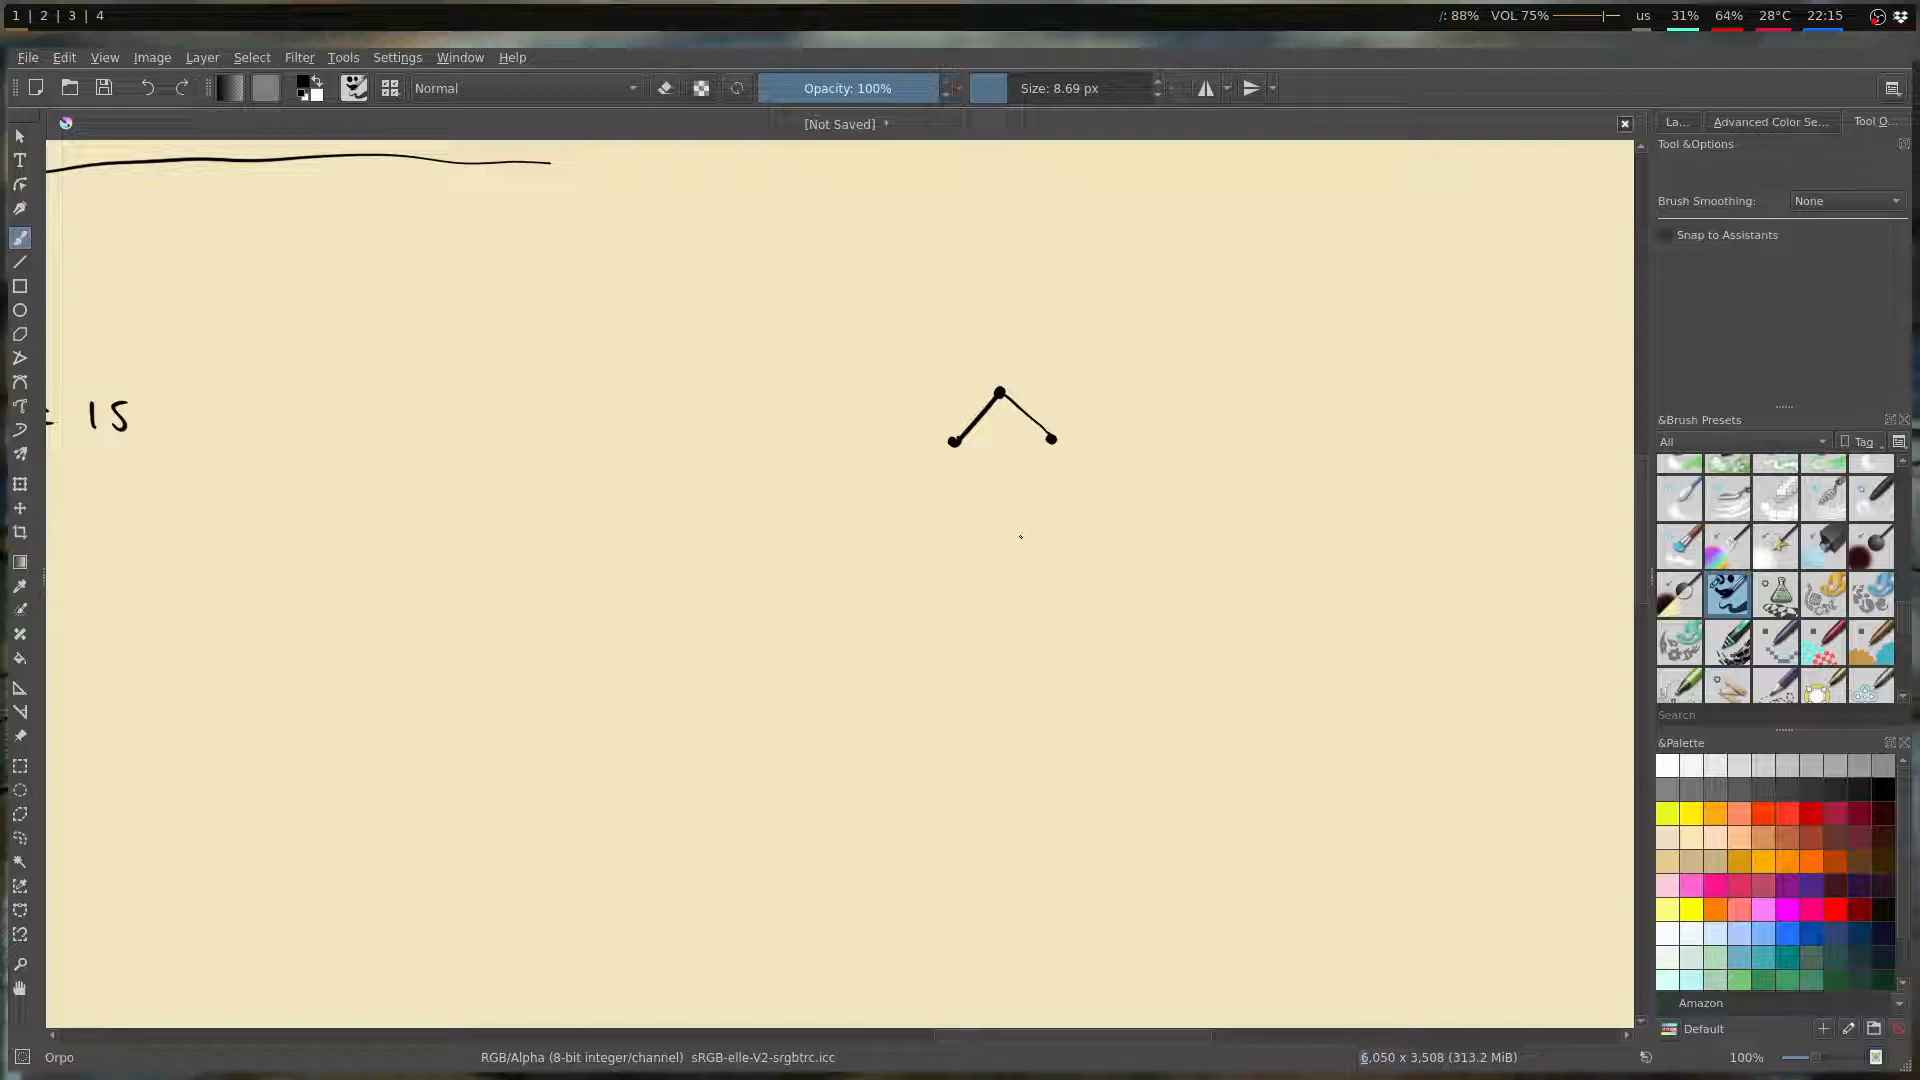 1 | 2 | 3 | 4
/: 88% VOL 75% us 31% 64% 28°C 22:15
File Edit View Image Layer Select Filter Tools Settings Window Help
Normal Opacity: 100% Size: 8.69 px
[Not Saved] *
La... Advanced Color Se... Tool O...
Tool &Options
Brush Smoothing: None
Snap to Assistants
15
&Brush Presets
All Tag
Search
&Palette
Amazon
Default
Orpo RGB/Alpha (8-bit integer/channel) sRGB-elle-V2-srgbtrc.icc 6,050 x 3,508 (313.2 MiB) 100%